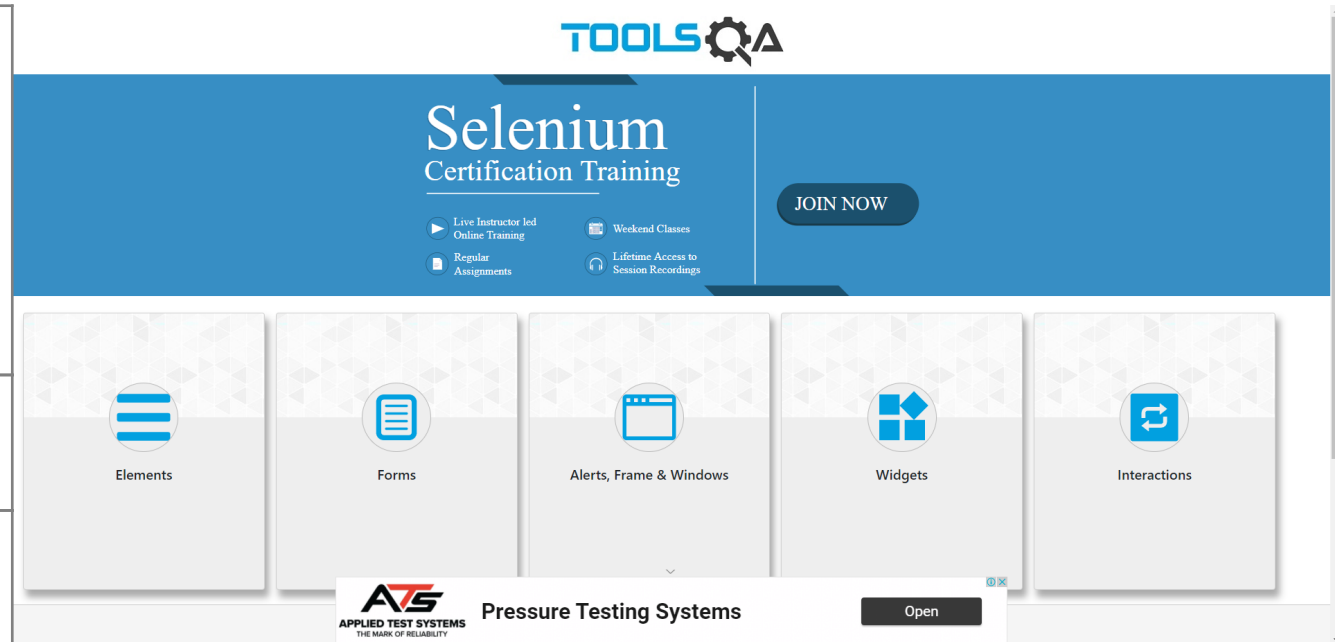 TOOLSQA
Selenium
Certification Training
Live Instructor led
Online Training
Weekend Classes
Regular
Assignments
Lifetime Access to
Session Recordings
JOIN NOW
Elements
Forms
Alerts, Frame & Windows
Widgets
Interactions
ATS
APPLIED TEST SYSTEMS
THE MARK OF RELIABILITY
Pressure Testing Systems
Open